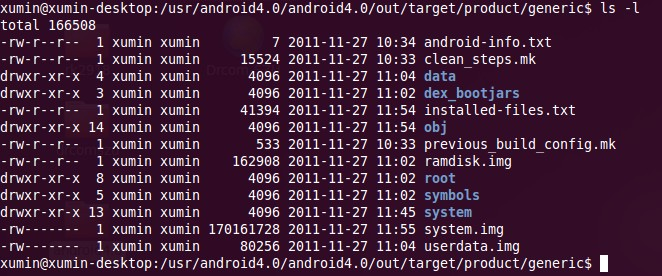 xumin@xumin-desktop:/usr/android4.0/android4.0/out/target/product/generic$ ls -l
total 166508
-rw-r--r--  1 xumin xumin         7 2011-11-27 10:34 android-info.txt
-rw-r--r--  1 xumin xumin     15524 2011-11-27 10:33 clean_steps.mk
drwxr-xr-x  4 xumin xumin      4096 2011-11-27 11:04 data
drwxr-xr-x  3 xumin xumin      4096 2011-11-27 11:02 dex_bootjars
-rw-r--r--  1 xumin xumin     41394 2011-11-27 11:54 installed-files.txt
drwxr-xr-x 14 xumin xumin      4096 2011-11-27 11:54 obj
-rw-r--r--  1 xumin xumin       533 2011-11-27 10:33 previous_build_config.mk
-rw-r--r--  1 xumin xumin    162908 2011-11-27 11:02 ramdisk.img
drwxr-xr-x  8 xumin xumin      4096 2011-11-27 11:02 root
drwxr-xr-x  5 xumin xumin      4096 2011-11-27 11:02 symbols
drwxr-xr-x 13 xumin xumin      4096 2011-11-27 11:45 system
-rw-------  1 xumin xumin 170161728 2011-11-27 11:55 system.img
-rw-------  1 xumin xumin     80256 2011-11-27 11:04 userdata.img
xumin@xumin-desktop:/usr/android4.0/android4.0/out/target/product/generic$